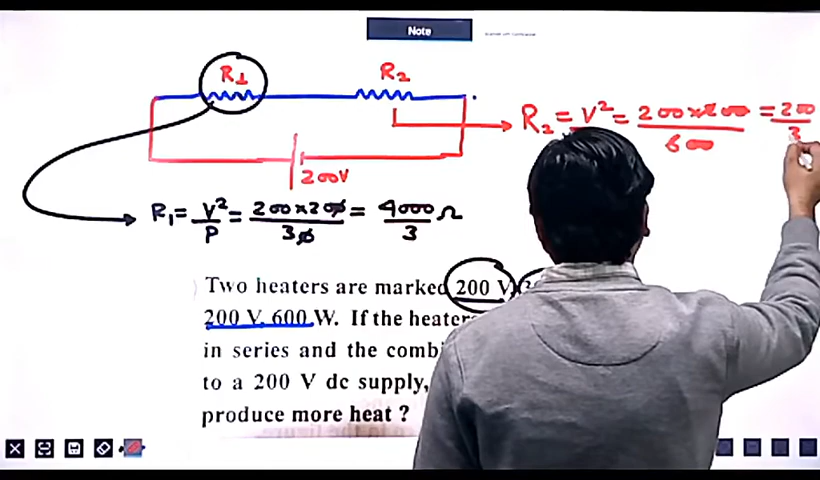 Note
R1
R2
200V
R2 = V² = 200×200 = 200
600 3
R1 = V² = 200×200 = 4000 Ω
P 30 3
Two heaters are marked 200 V,
200 V, 600 W. If the heater
in series and the combi
to a 200 V dc supply,
produce more heat ?